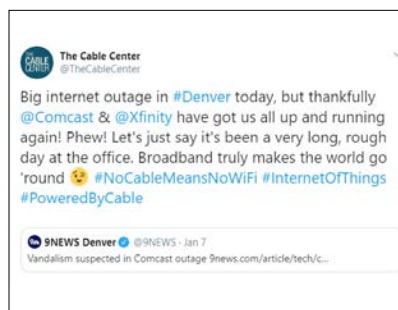 THE CABLE CENTER
The Cable Center
@TheCableCenter
Big internet outage in #Denver today, but thankfully
@Comcast & @Xfinity have got us all up and running
again! Phew! Let's just say it's been a very long, rough
day at the office. Broadband truly makes the world go
'round 😉 #NoCableMeansNoWiFi #InternetOfThings
#PoweredByCable
9NEWS Denver @9NEWS · Jan 7
Vandalism suspected in Comcast outage 9news.com/article/tech/c...